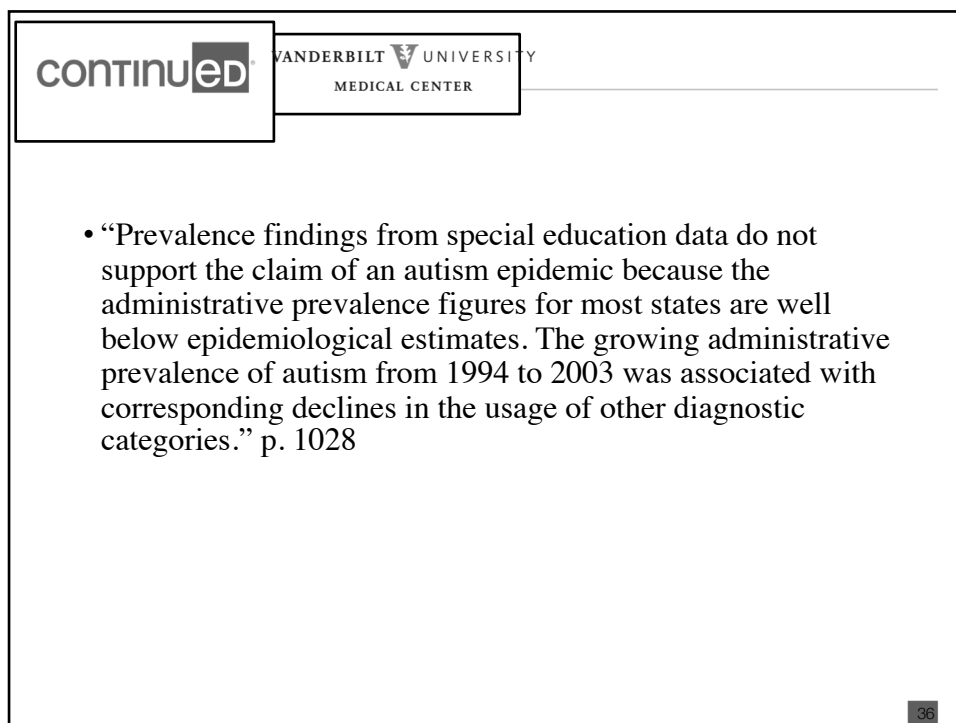 continued
VANDERBILT UNIVERSITY
MEDICAL CENTER
• “Prevalence findings from special education data do not
support the claim of an autism epidemic because the
administrative prevalence figures for most states are well
below epidemiological estimates. The growing administrative
prevalence of autism from 1994 to 2003 was associated with
corresponding declines in the usage of other diagnostic
categories.” p. 1028
36